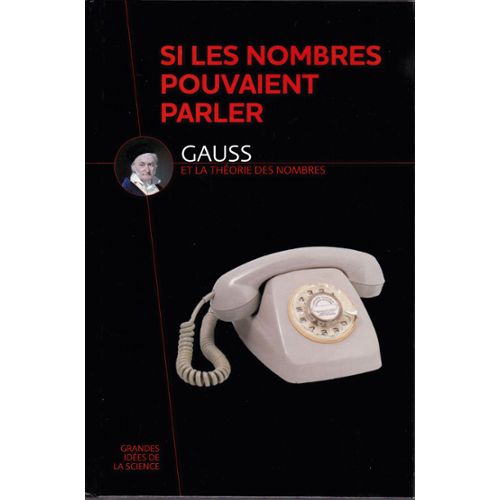 SI LES NOMBRES
POUVAIENT
PARLER
GAUSS
ET LA THÉORIE DES NOMBRES
GRANDES
IDÉES DE
LA SCIENCE